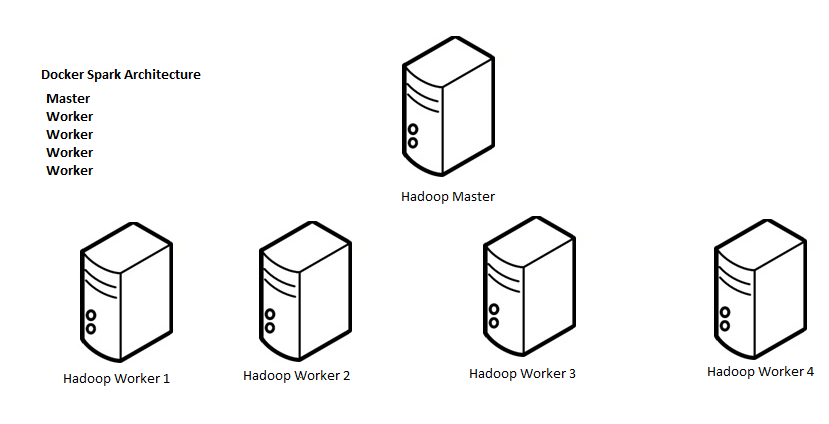 Docker Spark Architecture
Master
Worker
Worker
Worker
Worker
Hadoop Master
Hadoop Worker 1
Hadoop Worker 2
Hadoop Worker 3
Hadoop Worker 4